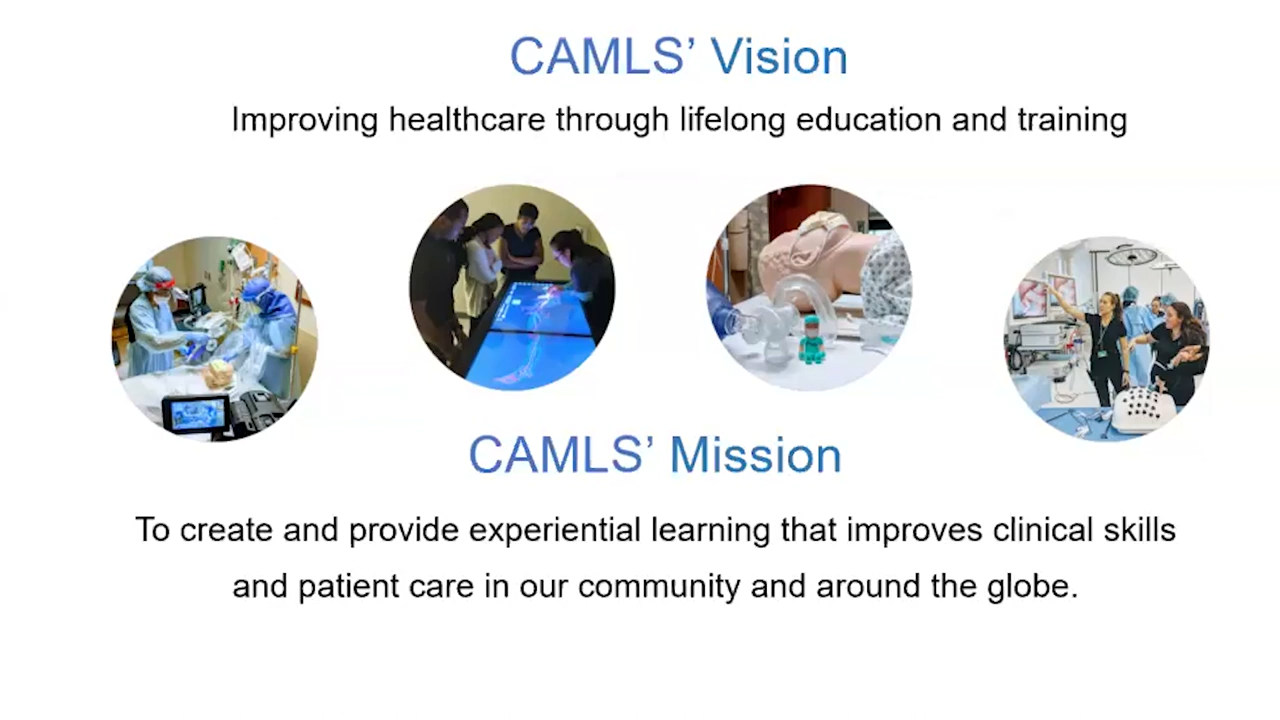 CAMLS’ Vision
Improving healthcare through lifelong education and training
CAMLS’ Mission
To create and provide experiential learning that improves clinical skills
and patient care in our community and around the globe.